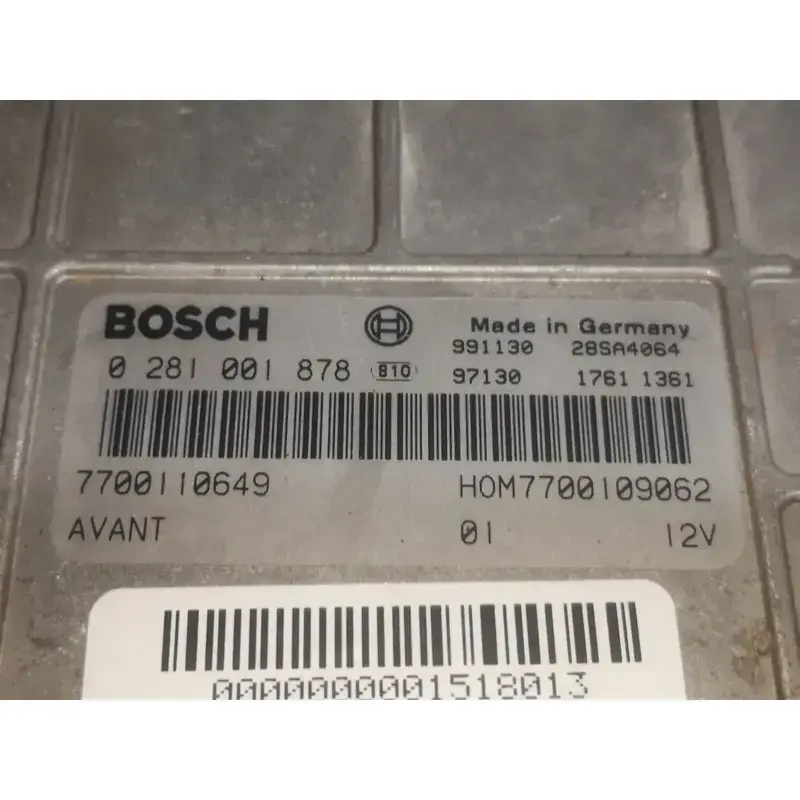 BOSCH
Made in Germany
991130 28SA4064
0 281 001 878 810 97130 1761 1361
7700110649 HOM7700109062
AVANT 01 12V
0000000001518013